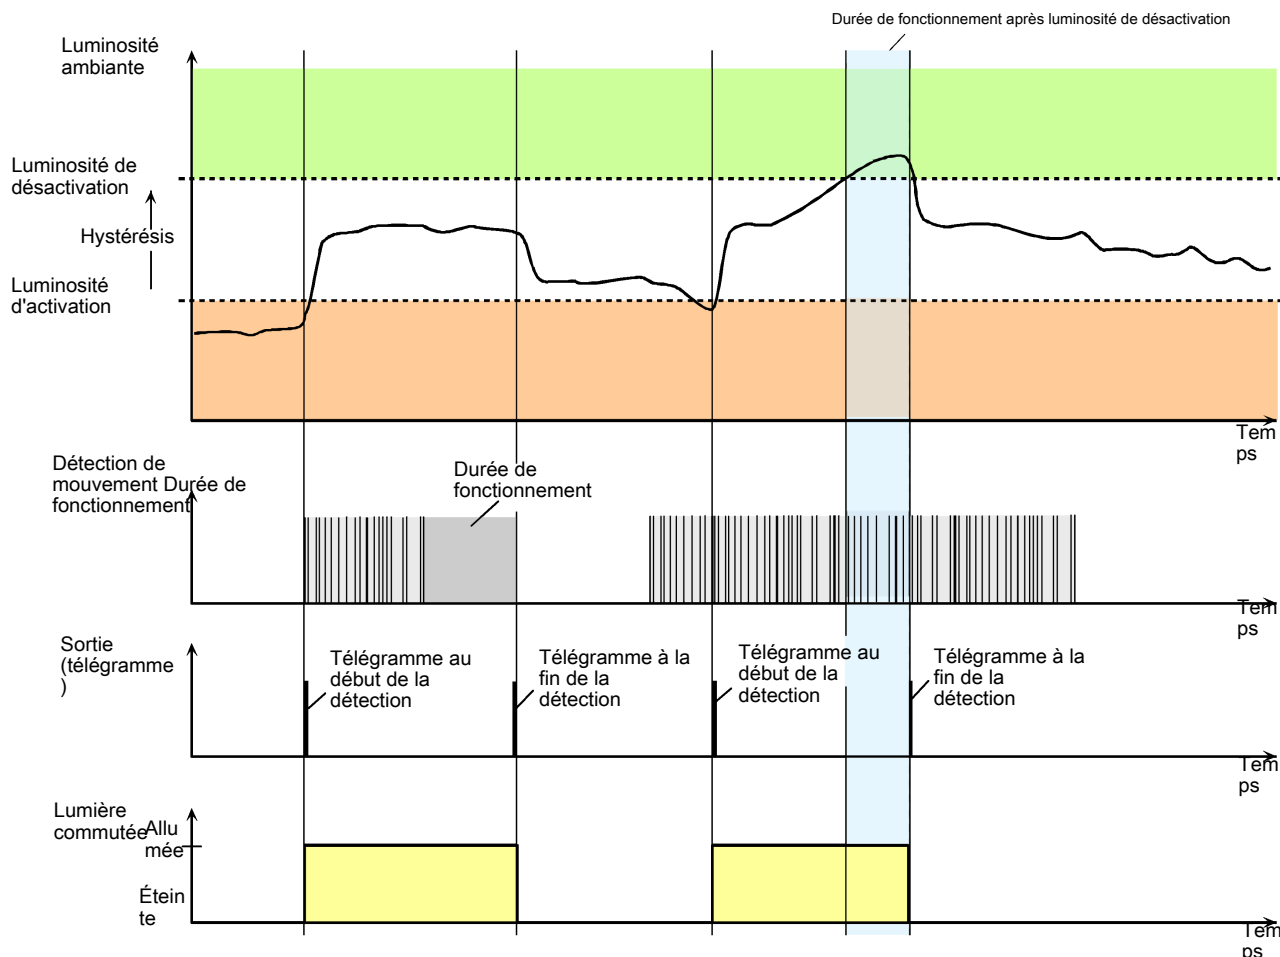 Durée de fonctionnement après luminosité de désactivation
Luminosité
ambiante
Luminosité de
désactivation
Hystérésis
Luminosité
d'activation
Tem
ps
Détection de
mouvement Durée de
fonctionnement
Durée de
fonctionnement
Tem
ps
Sortie
(télégramme
)
Télégramme au
début de la
détection
Télégramme à la
fin de la
détection
Télégramme au
début de la
détection
Télégramme à la
fin de la
détection
Tem
ps
Lumière
commutée
Allu
mée
Étein
te
Tem
ps